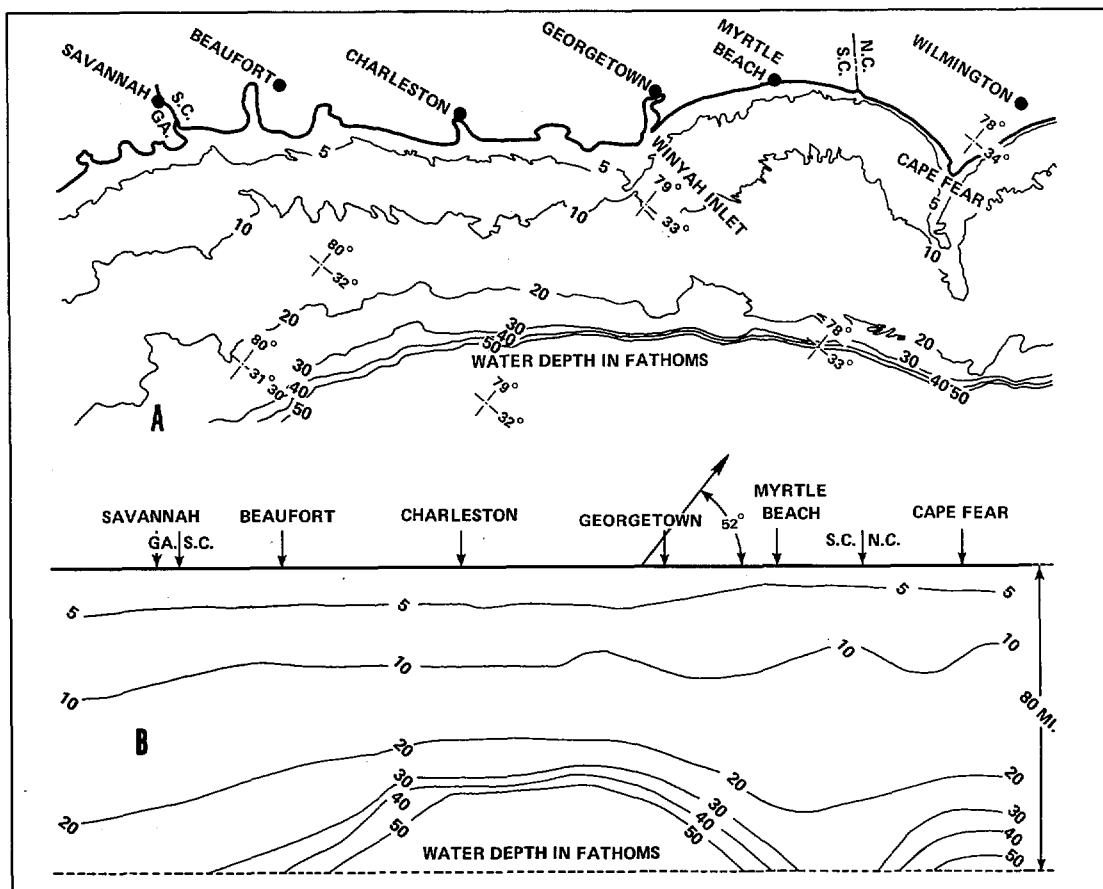 SAVANNAH
BEAUFORT
CHARLESTON
GEORGETOWN
MYRTLE
BEACH
N.C.
S.C.
WILMINGTON
S.C.
GA.
78°
34°
CAPE FEAR
WINYAH INLET
5
5
5
79°
33°
10
10
10
80°
32°
20
20
20
30
40
50
WATER DEPTH IN FATHOMS
78°
33°
30
40
50
80°
31° 30'
30
40
50
79°
32°
A
SAVANNAH
GA. S.C.
BEAUFORT
CHARLESTON
GEORGETOWN
52°
MYRTLE
BEACH
S.C. N.C.
CAPE FEAR
5
5
5
5
5
10
10
10
10
80 MI.
B
20
20
20
20
30
40
50
30
40
50
30
40
50
WATER DEPTH IN FATHOMS